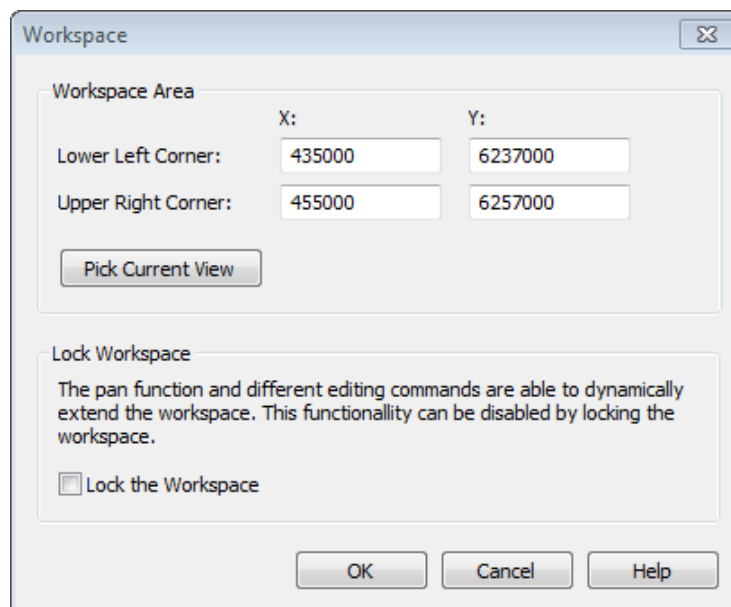 Workspace
Workspace Area
X: Y:
Lower Left Corner: 435000 6237000
Upper Right Corner: 455000 6257000
Pick Current View
Lock Workspace
The pan function and different editing commands are able to dynamically
extend the workspace. This functionallity can be disabled by locking the
workspace.
Lock the Workspace
OK Cancel Help